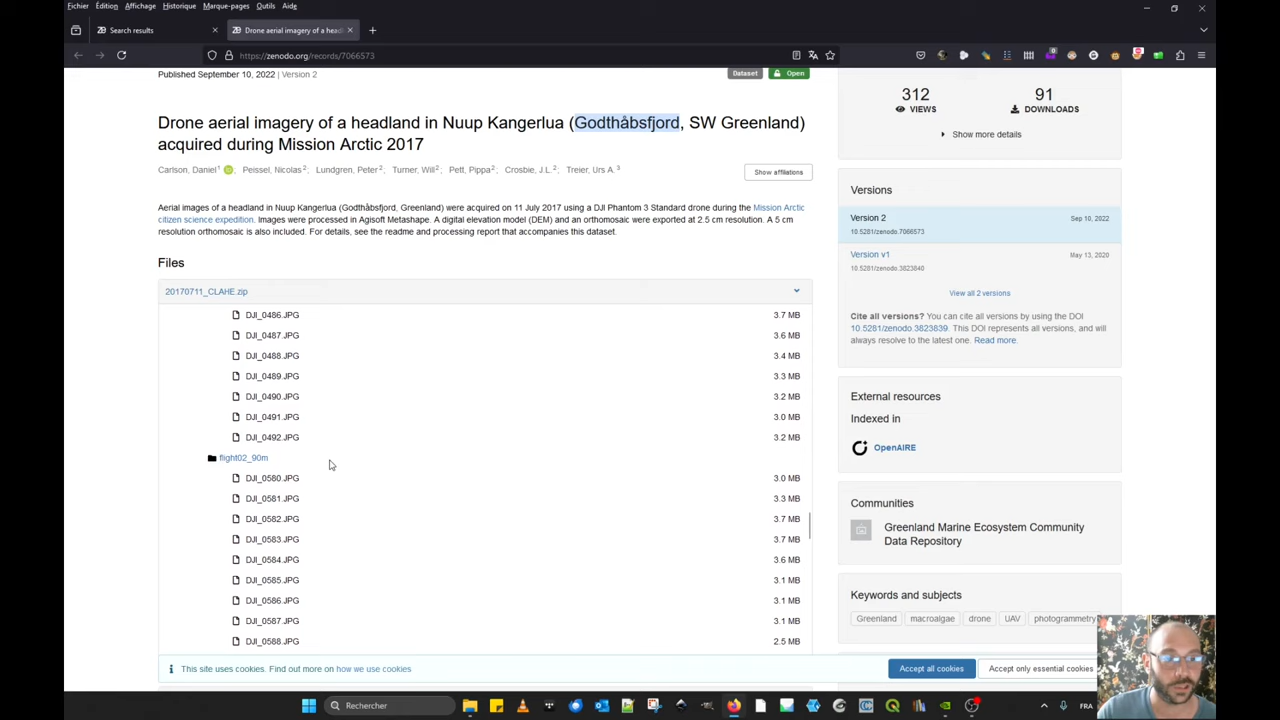 Fichier Édition Affichage Historique Marque-pages Outils Aide
Search results
Drone aerial imagery of a headl
https://zenodo.org/records/7066573
Published September 10, 2022 | Version 2
Dataset Open
Drone aerial imagery of a headland in Nuup Kangerlua (Godthåbsfjord, SW Greenland)
acquired during Mission Arctic 2017
Carlson, Daniel1; Peissel, Nicolas2; Lundgren, Peter2; Turner, Will2; Pett, Pippa2; Crosbie, J.L.2; Treier, Urs A.3
Show affiliations
Aerial images of a headland in Nuup Kangerlua (Godthåbsfjord, Greenland) were acquired on 11 July 2017 using a DJI Phantom 3 Standard drone during the Mission Arctic
citizen science expedition. Images were processed in Agisoft Metashape. A digital elevation model (DEM) and an orthomosaic were exported at 2.5 cm resolution. A 5 cm
resolution orthomosaic is also included. For details, see the readme and processing report that accompanies this dataset.
Files
20170711_CLAHE.zip
DJI_0486.JPG 3.7 MB
DJI_0487.JPG 3.6 MB
DJI_0488.JPG 3.4 MB
DJI_0489.JPG 3.3 MB
DJI_0490.JPG 3.2 MB
DJI_0491.JPG 3.0 MB
DJI_0492.JPG 3.2 MB
flight02_90m
DJI_0580.JPG 3.0 MB
DJI_0581.JPG 3.3 MB
DJI_0582.JPG 3.7 MB
DJI_0583.JPG 3.7 MB
DJI_0584.JPG 3.6 MB
DJI_0585.JPG 3.1 MB
DJI_0586.JPG 3.1 MB
DJI_0587.JPG 3.1 MB
DJI_0588.JPG 2.5 MB
312 91
VIEWS DOWNLOADS
Show more details
Versions
Version 2 Sep 10, 2022
10.5281/zenodo.7066573
Version v1 May 13, 2020
10.5281/zenodo.3823840
View all 2 versions
Cite all versions? You can cite all versions by using the DOI
10.5281/zenodo.3823839. This DOI represents all versions, and will
always resolve to the latest one. Read more.
External resources
Indexed in
OpenAIRE
Communities
Greenland Marine Ecosystem Community
Data Repository
Keywords and subjects
Greenland macroalgae drone UAV photogrammetry
This site uses cookies. Find out more on how we use cookies
Accept all cookies Accept only essential cookies
Rechercher
FRA